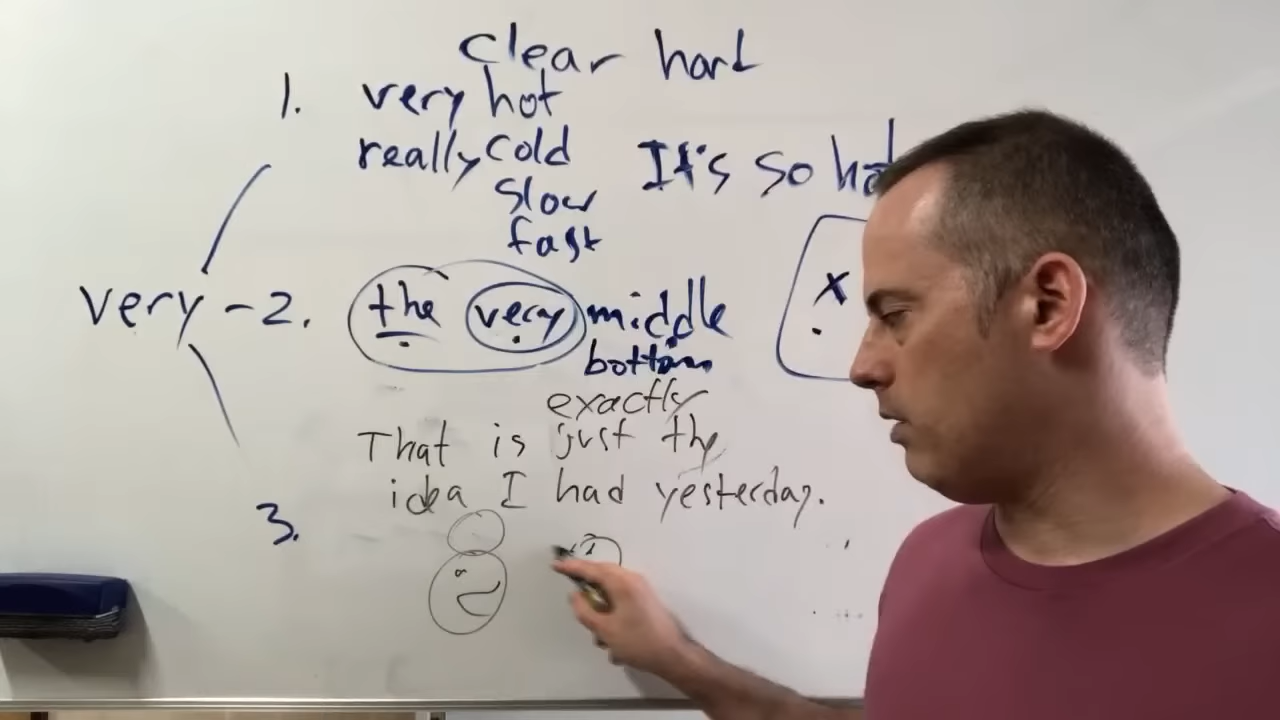 clear hard
1. very hot
really cold It's so
slow
fast
very - 2. the very middle
x
bottom
exactly
That is just the
idea I had yesterday.
3.